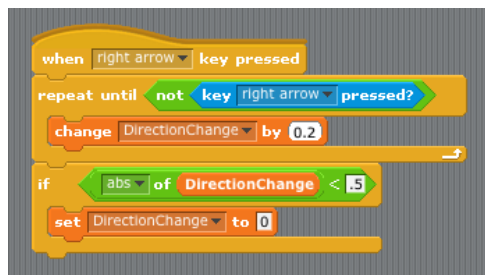 when right arrow key pressed
repeat until not key right arrow pressed?
change DirectionChange by 0.2
if abs of DirectionChange < .5
set DirectionChange to 0